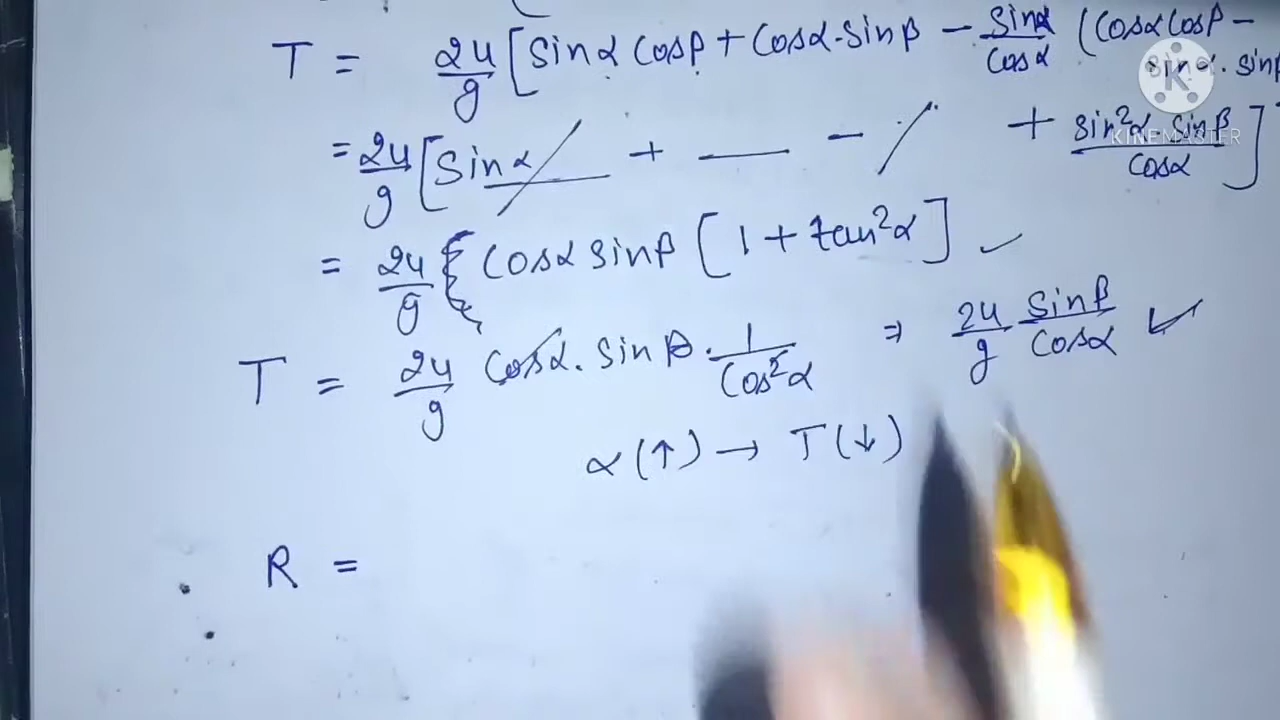 T = 2u/g [Sinα Cosβ + Cosα·Sinβ - Sinα/Cosα (Cosα Cosβ -
sinα. sinβ
= 2u/g [Sinα + — - + sin²α Sinβ/Cosα]
KINEMASTER
= 2u/g { Cosα sinβ [1 + tan²α] ✓
T = 2u/g Cosα. Sinβ. 1/Cos²α ⇒ 2u/g Sinβ/Cosα ✓
α(↑) → T(↓)
R =